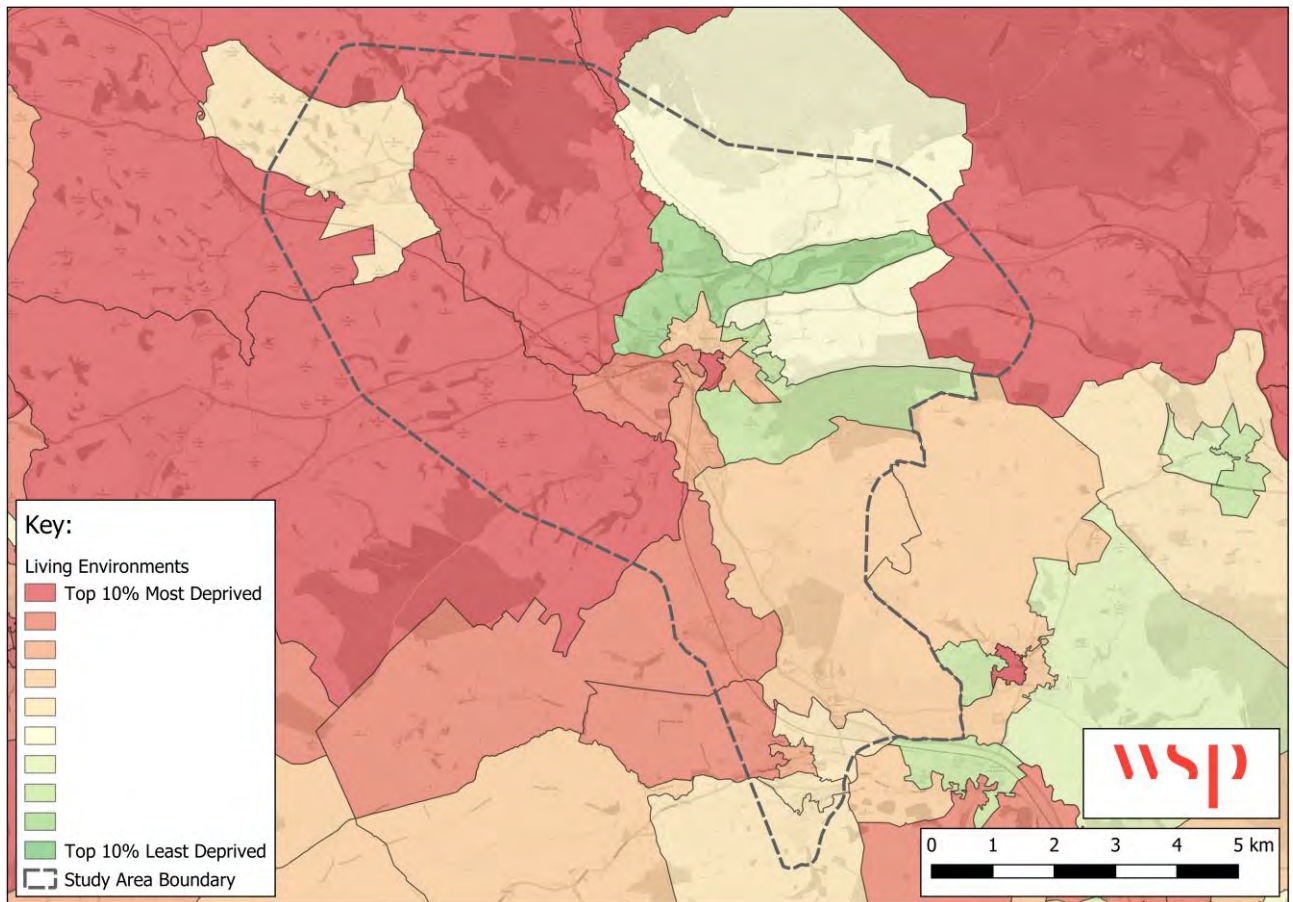 Key:
Living Environments
Top 10% Most Deprived
Top 10% Least Deprived
Study Area Boundary
wsp
0 1 2 3 4 5 km